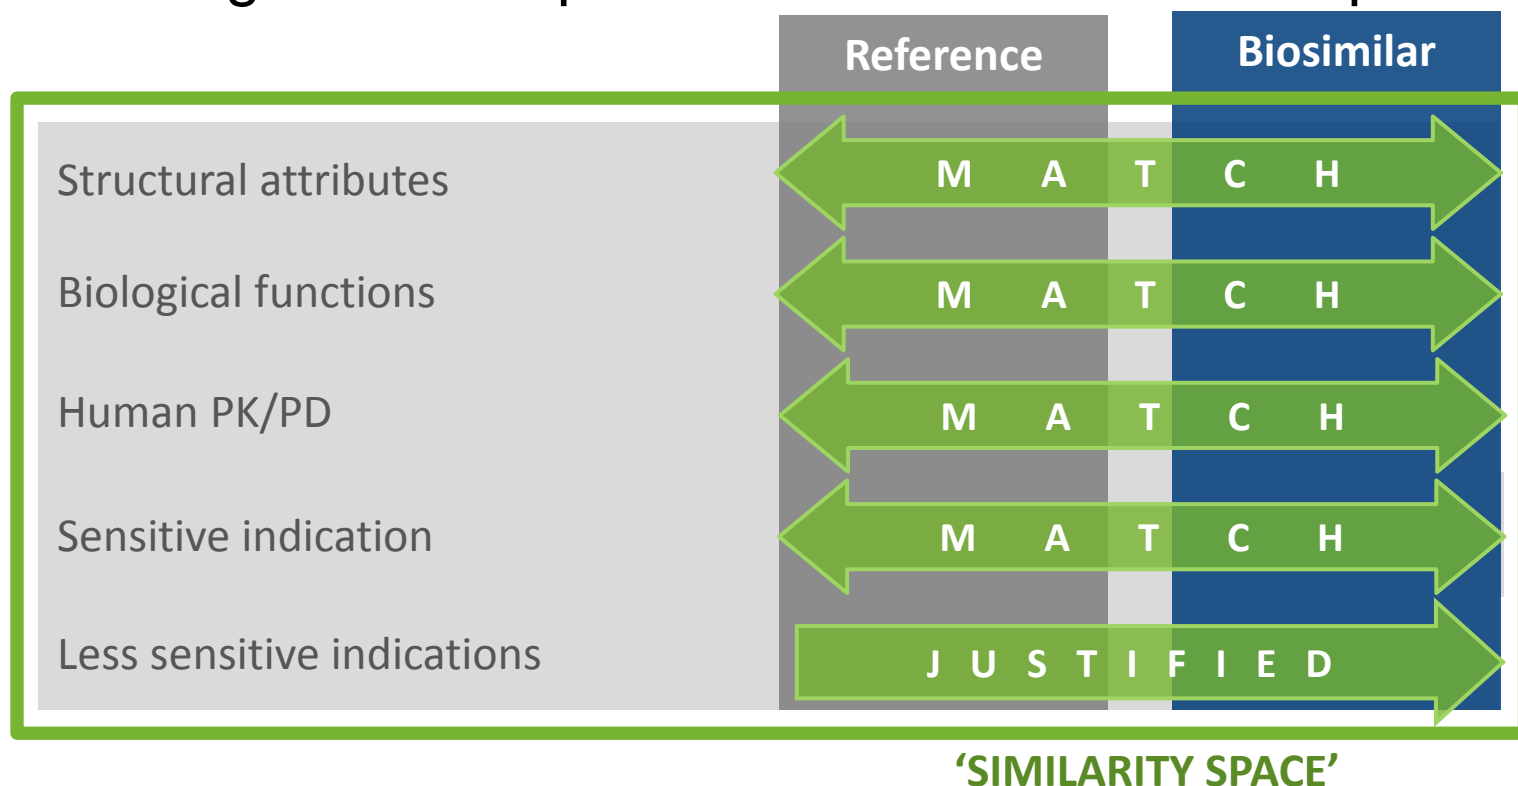 Reference Biosimilar
Structural attributes M A T C H
Biological functions M A T C H
Human PK/PD M A T C H
Sensitive indication M A T C H
Less sensitive indications J U S T I F I E D
‘SIMILARITY SPACE’